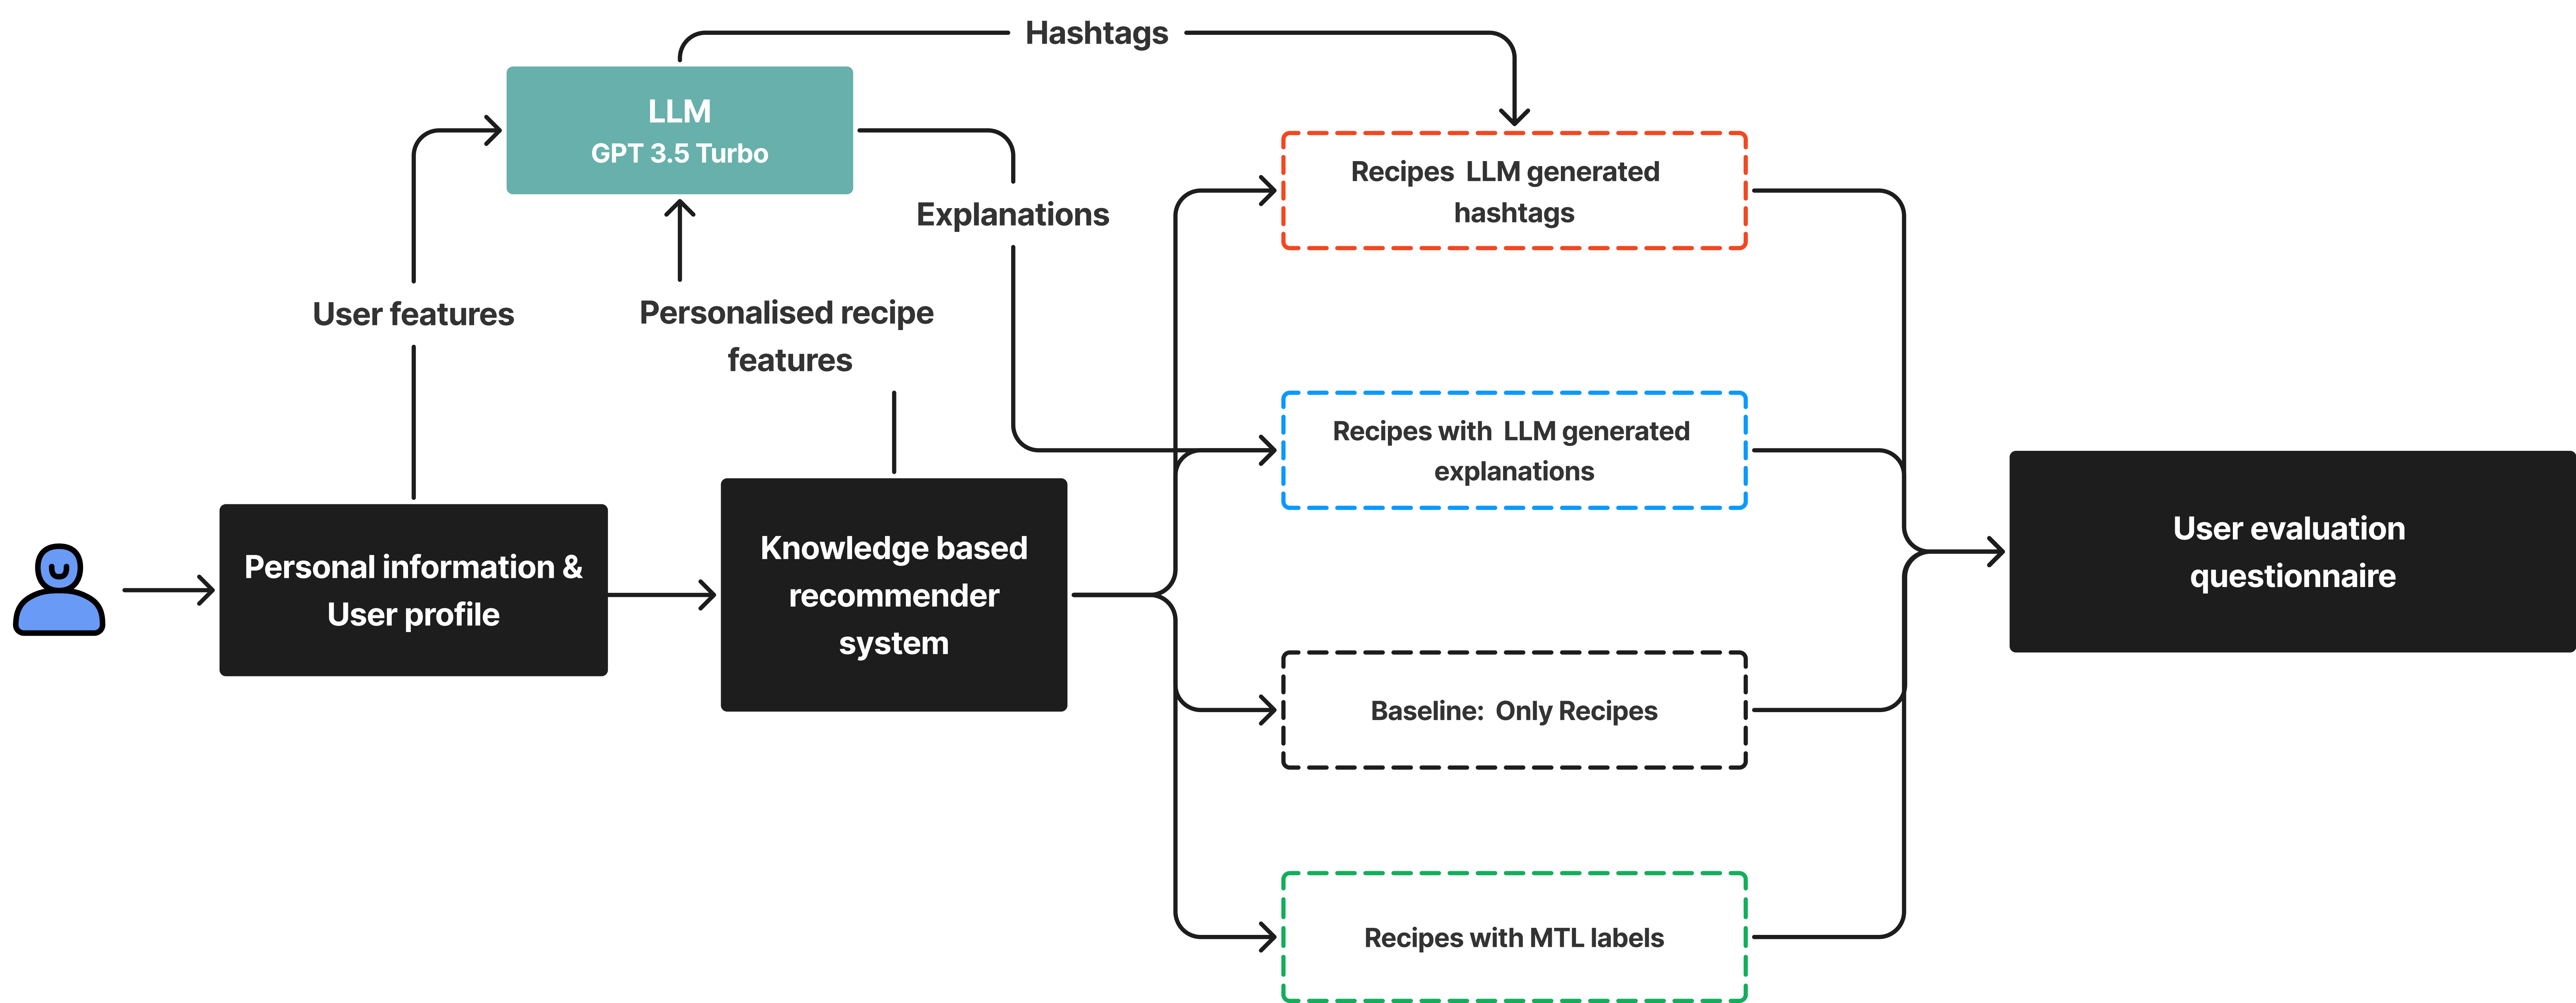 Hashtags
LLM
GPT 3.5 Turbo
Explanations
User features
Personalised recipe
features
Personal information &
User profile
Knowledge based
recommender
system
Recipes LLM generated
hashtags
Recipes with LLM generated
explanations
Baseline: Only Recipes
Recipes with MTL labels
User evaluation
questionnaire